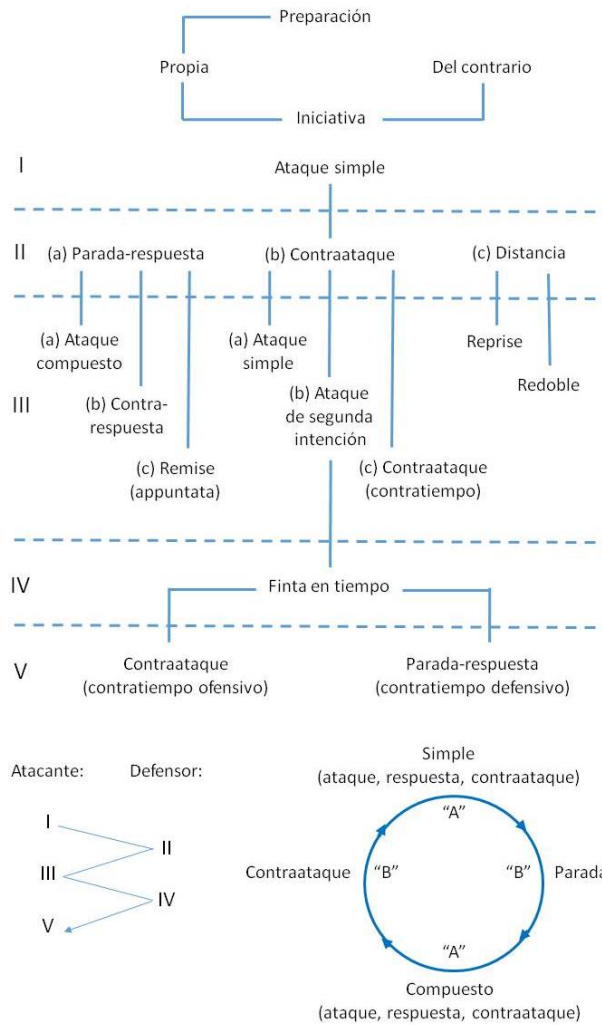 Preparación
Propia
Del contrario
Iniciativa
I
Ataque simple
II
(a) Parada-respuesta
(b) Contraataque
(c) Distancia
(a) Ataque
compuesto
(a) Ataque
simple
Reprise
Redoble
III
(b) Contra-
respuesta
(b) Ataque
de segunda
intención
(c) Remise
(appuntata)
(c) Contraataque
(contratiempo)
IV
Finta en tiempo
V
Contraataque
(contratiempo ofensivo)
Parada-respuesta
(contratiempo defensivo)
Atacante:
Defensor:
I
II
III
IV
V
Simple
(ataque, respuesta, contraataque)
“A”
Contraataque
“B”
“B”
Parada
“A”
Compuesto
(ataque, respuesta, contraataque)